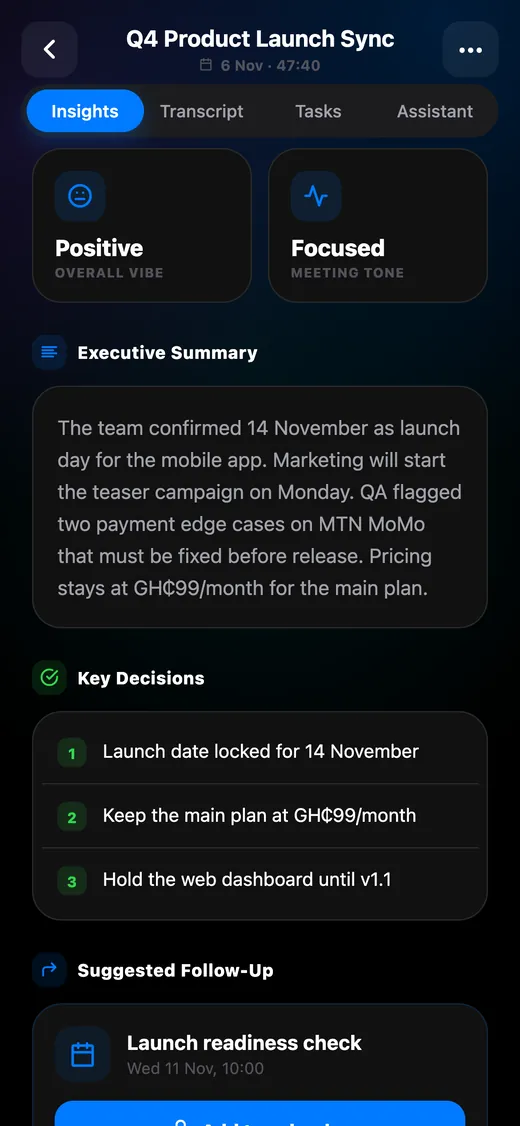 Q4 Product Launch Sync
6 Nov · 47:40
Insights
Transcript
Tasks
Assistant
Positive
OVERALL VIBE
Focused
MEETING TONE
Executive Summary
The team confirmed 14 November as launch
day for the mobile app. Marketing will start
the teaser campaign on Monday. QA flagged
two payment edge cases on MTN MoMo
that must be fixed before release. Pricing
stays at GH₵99/month for the main plan.
Key Decisions
1 Launch date locked for 14 November
2 Keep the main plan at GH₵99/month
3 Hold the web dashboard until v1.1
Suggested Follow-Up
Launch readiness check
Wed 11 Nov, 10:00